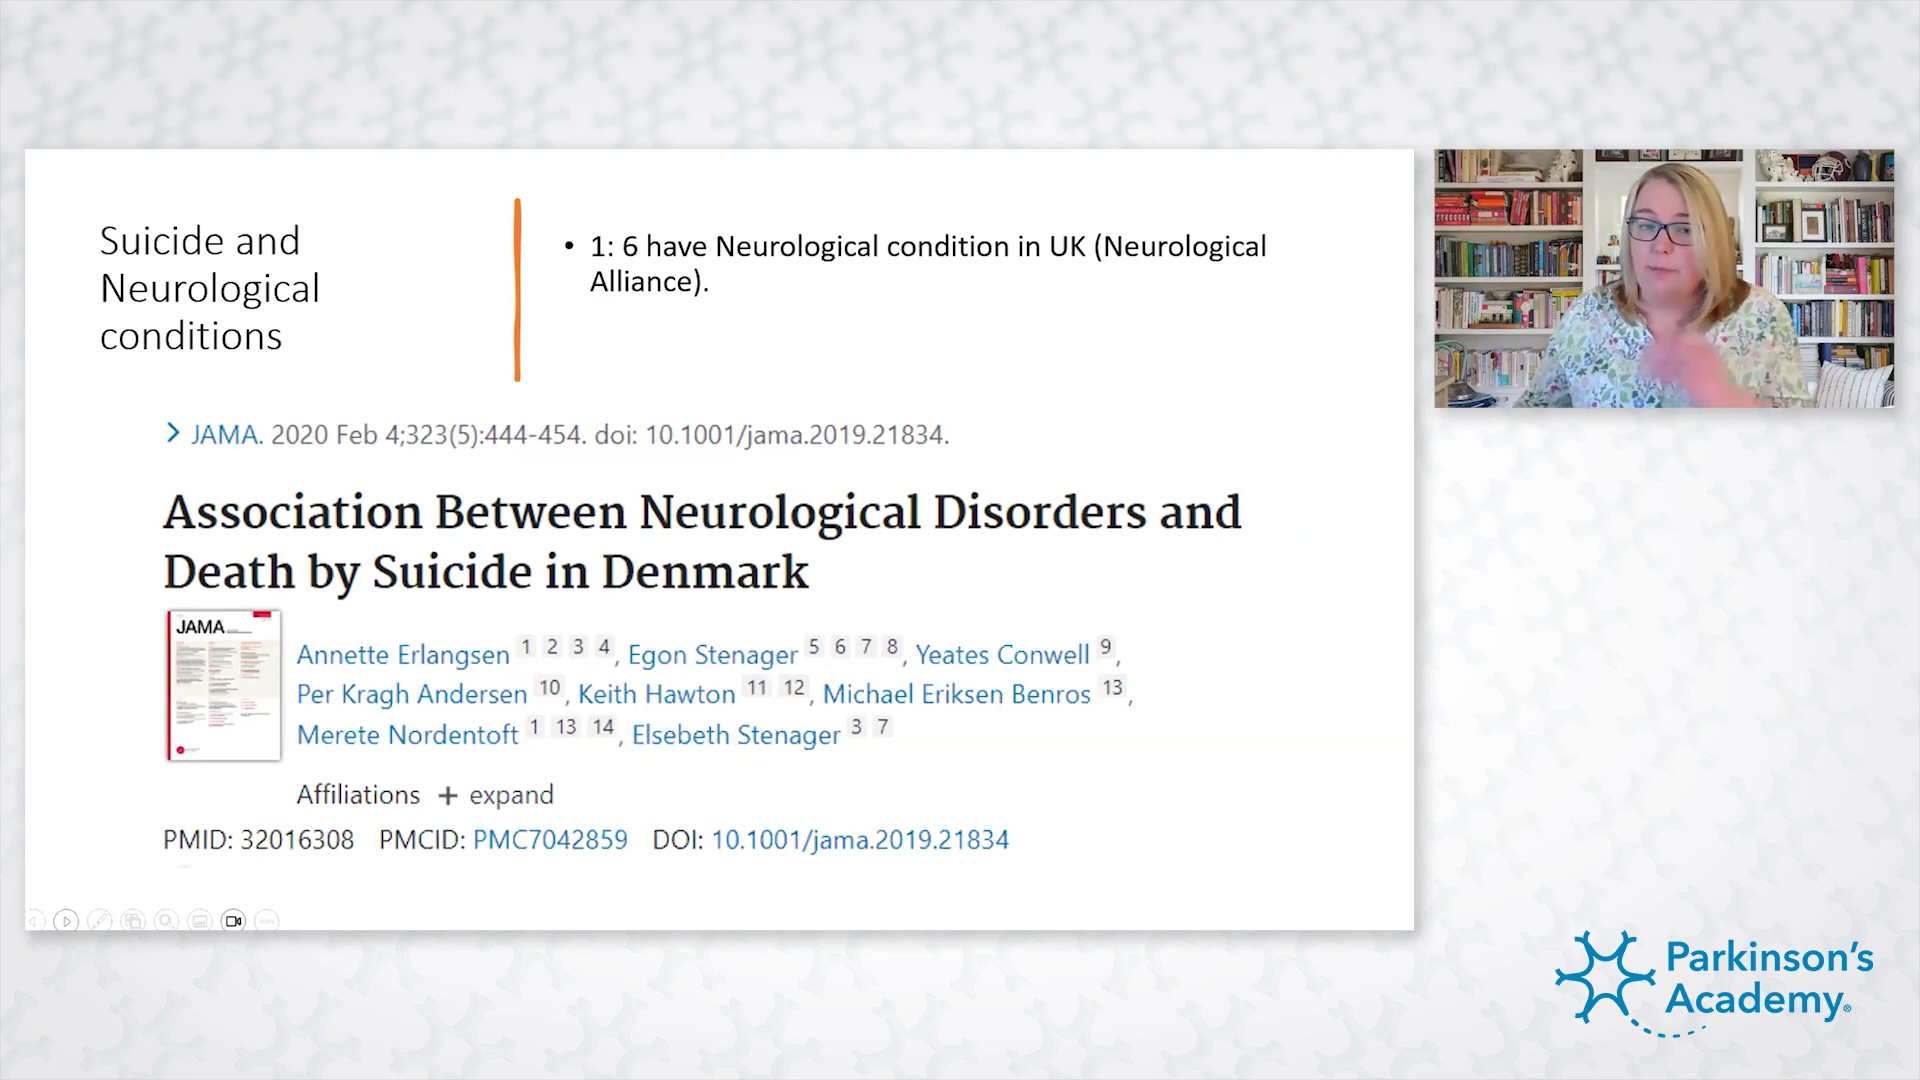 Suicide and
Neurological
conditions
• 1: 6 have Neurological condition in UK (Neurological
Alliance).
JAMA. 2020 Feb 4;323(5):444-454. doi: 10.1001/jama.2019.21834.
Association Between Neurological Disorders and
Death by Suicide in Denmark
JAMA
Annette Erlangsen 1 2 3 4, Egon Stenager 5 6 7 8, Yeates Conwell 9,
Per Kragh Andersen 10, Keith Hawton 11 12, Michael Eriksen Benros 13,
Merete Nordentoft 1 13 14, Elsebeth Stenager 3 7
Affiliations + expand
PMID: 32016308 PMCID: PMC7042859 DOI: 10.1001/jama.2019.21834
Parkinson's
Academy®